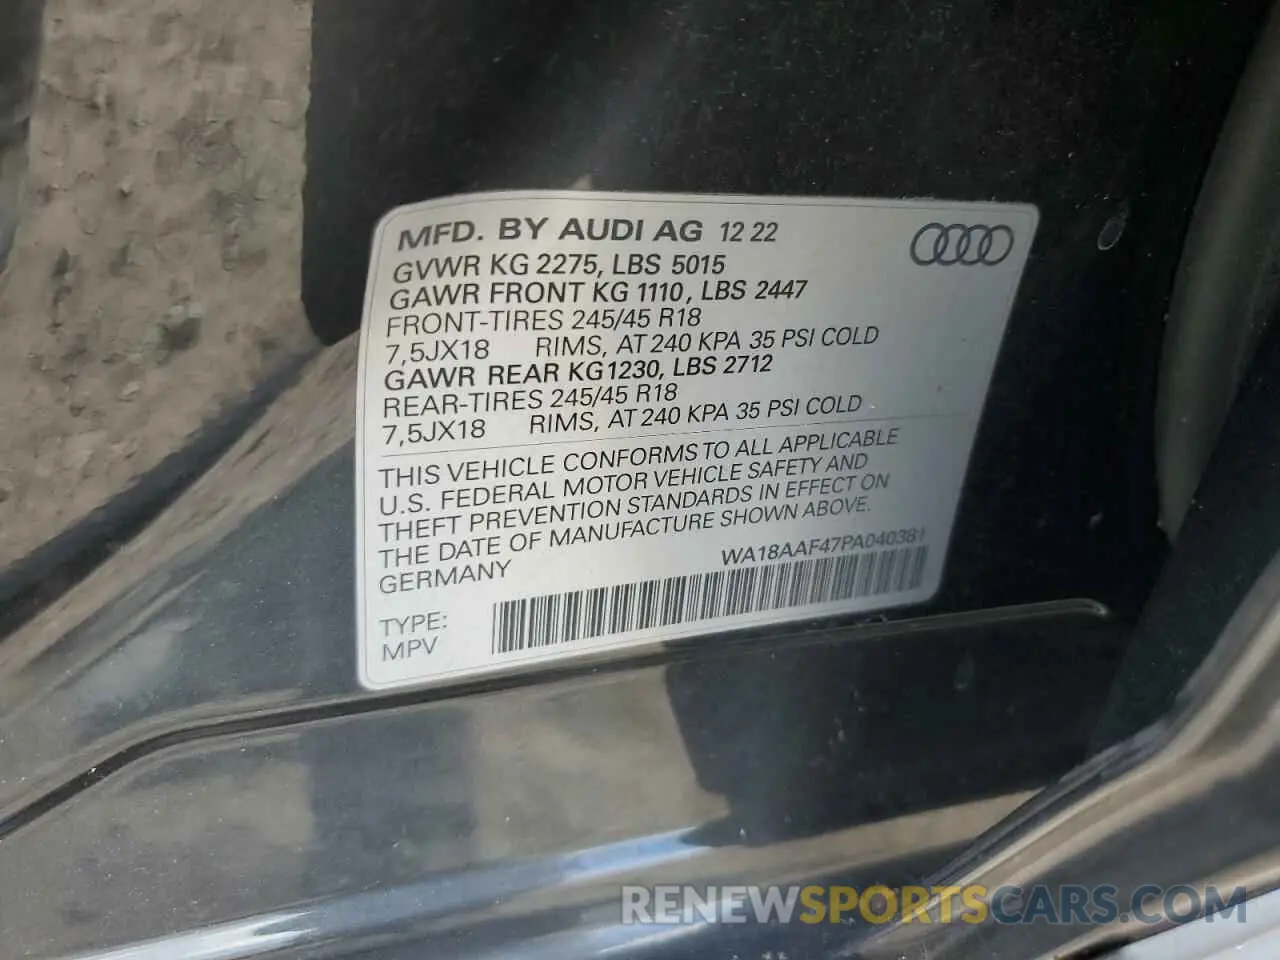 MFD. BY AUDI AG 12 22
GVWR KG 2275, LBS 5015
GAWR FRONT KG 1110, LBS 2447
FRONT-TIRES 245/45 R18
7,5JX18 RIMS, AT 240 KPA 35 PSI COLD
GAWR REAR KG1230, LBS 2712
REAR-TIRES 245/45 R18
7,5JX18 RIMS, AT 240 KPA 35 PSI COLD
THIS VEHICLE CONFORMS TO ALL APPLICABLE
U.S. FEDERAL MOTOR VEHICLE SAFETY AND
THEFT PREVENTION STANDARDS IN EFFECT ON
THE DATE OF MANUFACTURE SHOWN ABOVE.
GERMANY
WA18AAF47PA040381
TYPE:
MPV
RENEWSPORTSCARS.COM